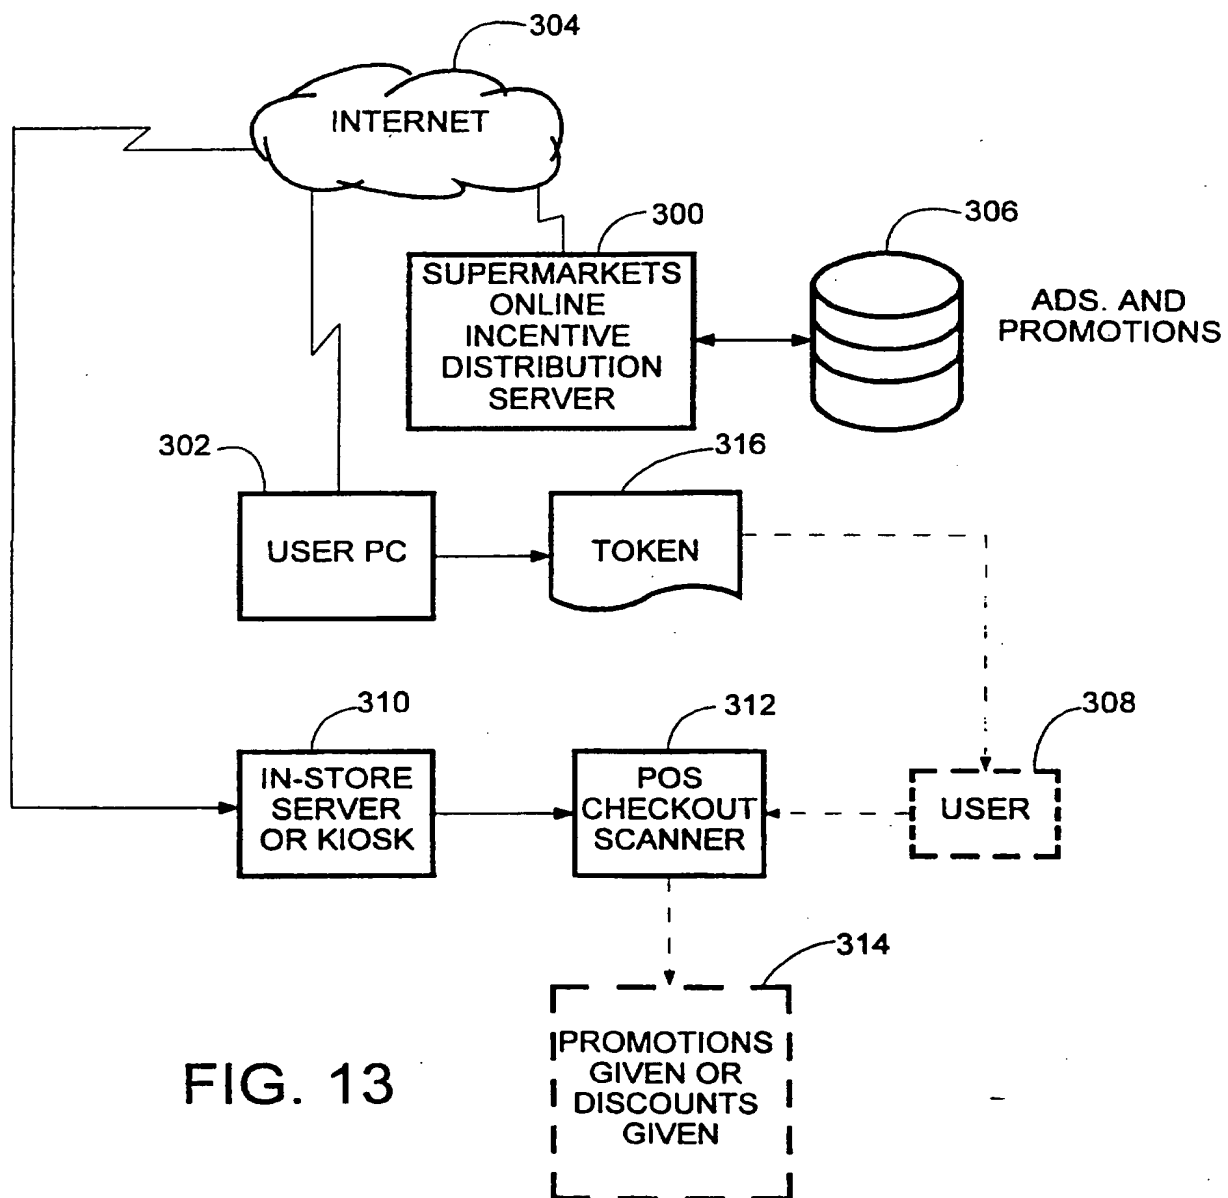 304
INTERNET
300
306
SUPERMARKETS
ONLINE
INCENTIVE
DISTRIBUTION
SERVER
ADS. AND
PROMOTIONS
302
316
USER PC
TOKEN
310
312
308
IN-STORE
SERVER
OR KIOSK
POS
CHECKOUT
SCANNER
USER
314
PROMOTIONS
GIVEN OR
DISCOUNTS
GIVEN
FIG. 13